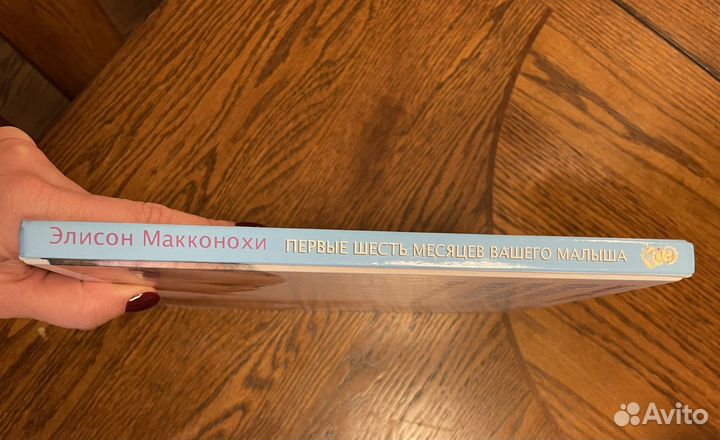 Элисон Макконохи ПЕРВЫЕ ШЕСТЬ МЕСЯЦЕВ ВАШЕГО МАЛЫША
Avito